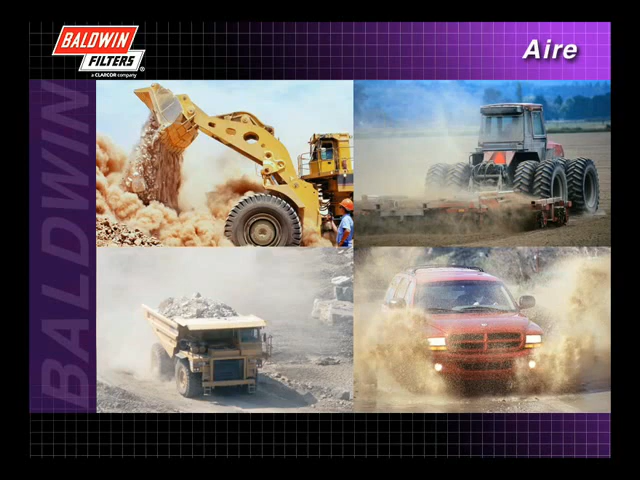 BALDWIN
FILTERS
®
a CLARCOR company
Aire
BALDWIN